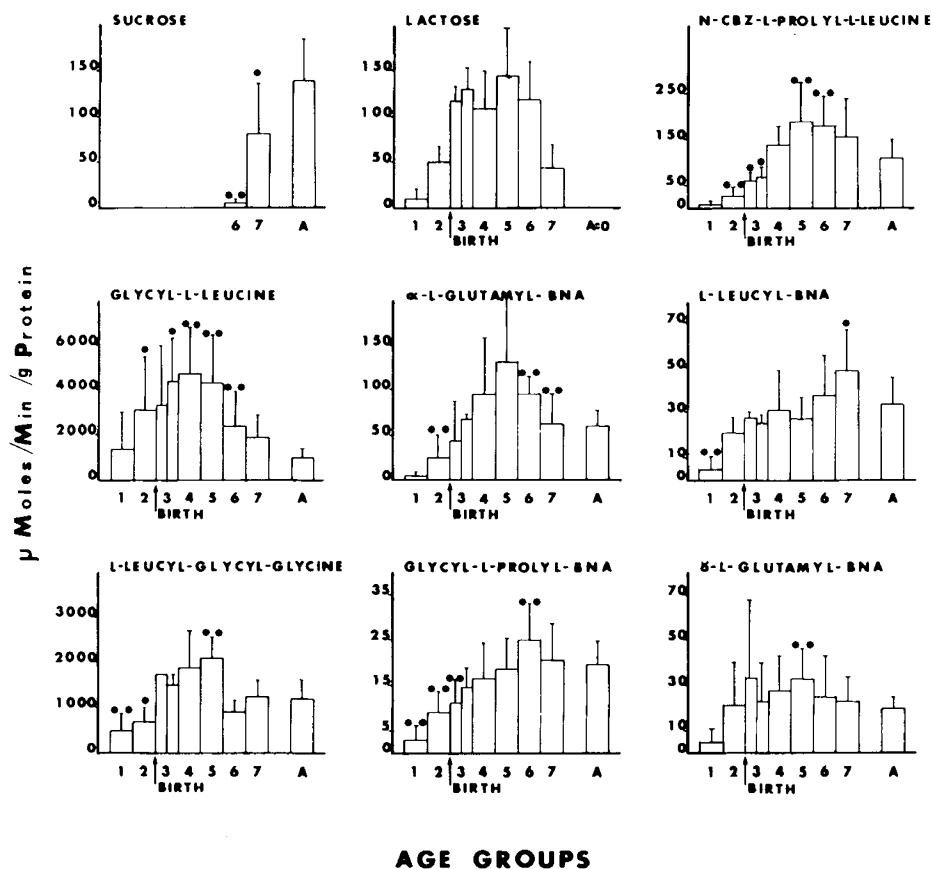 SUCROSE
150
100
50
0
6 7 A
LACTOSE
150
100
50
0
1 2 3 4 5 6 7 A=0
BIRTH
N-CBZ-L-PROLYL-L-LEUCINE
250
150
50
0
1 2 3 4 5 6 7 A
BIRTH
µ Moles/Min /g Protein
GLYCYL-L-LEUCINE
6000
4000
2000
0
1 2 3 4 5 6 7 A
BIRTH
α-L-GLUTAMYL-BNA
150
100
50
0
1 2 3 4 5 6 7 A
BIRTH
L-LEUCYL-BNA
70
50
30
10
0
1 2 3 4 5 6 7 A
BIRTH
L-LEUCYL-GLYCYL-GLYCINE
3000
2000
1000
0
1 2 3 4 5 6 7 A
BIRTH
GLYCYL-L-PROLYL-BNA
35
25
15
5
0
1 2 3 4 5 6 7 A
BIRTH
γ-L-GLUTAMYL-BNA
70
50
30
10
0
1 2 3 4 5 6 7 A
BIRTH
AGE GROUPS